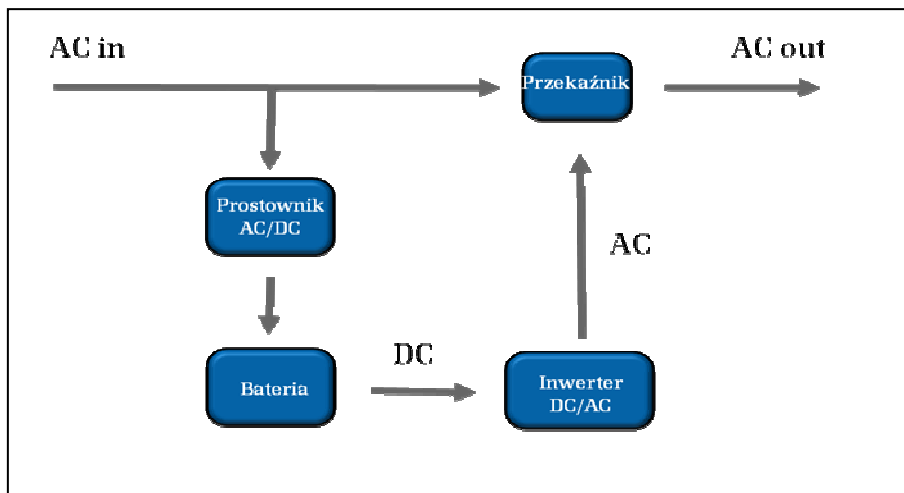 AC in
AC out
Przekaźnik
Prostownik
AC/DC
AC
DC
Bateria
Inwerter
DC/AC